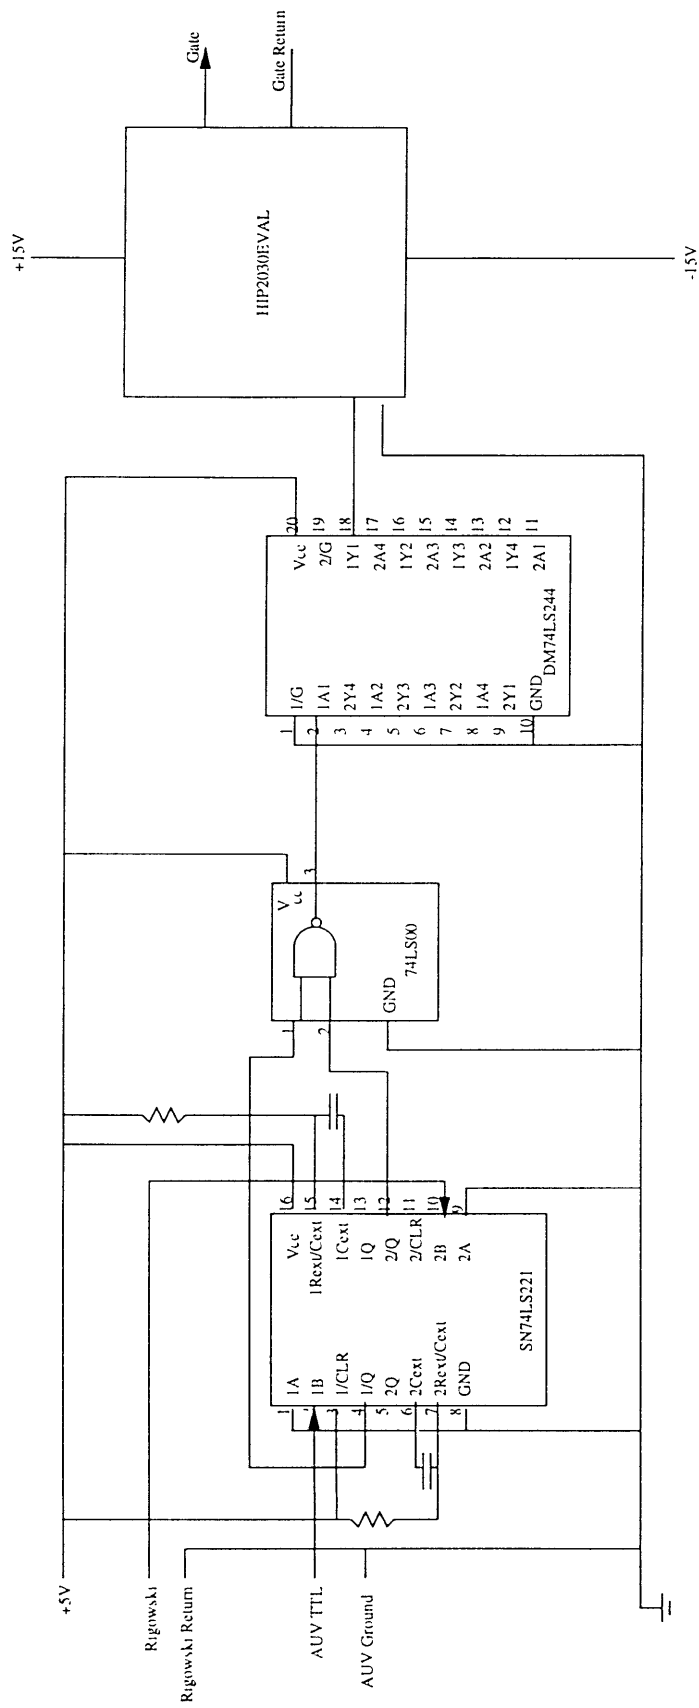 +5V
Rigowski
Rigowski Return
AUV TTL
AUV Ground
1 1A
2 1B
3 1/CLR
4 1/Q
5 2Q
6 2Cext
7 2Rext/Cext
8 GND
Vcc 16
1Rext/Cext 15
1Cext 14
1Q 13
2/Q 12
2/CLR 11
2B 10
2A 9
SN74LS221
1
2
Vcc
3
GND
74LS00
1 1/G
2 1A1
3 2Y4
4 1A2
5 2Y3
6 1A3
7 2Y2
8 1A4
9 2Y1
10 GND
Vcc 20
2/G 19
1Y1 18
2A4 17
1Y2 16
2A3 15
1Y3 14
2A2 13
1Y4 12
2A1 11
DM74LS244
+15V
HIP2030EVAL
-15V
Gate
Gate Return